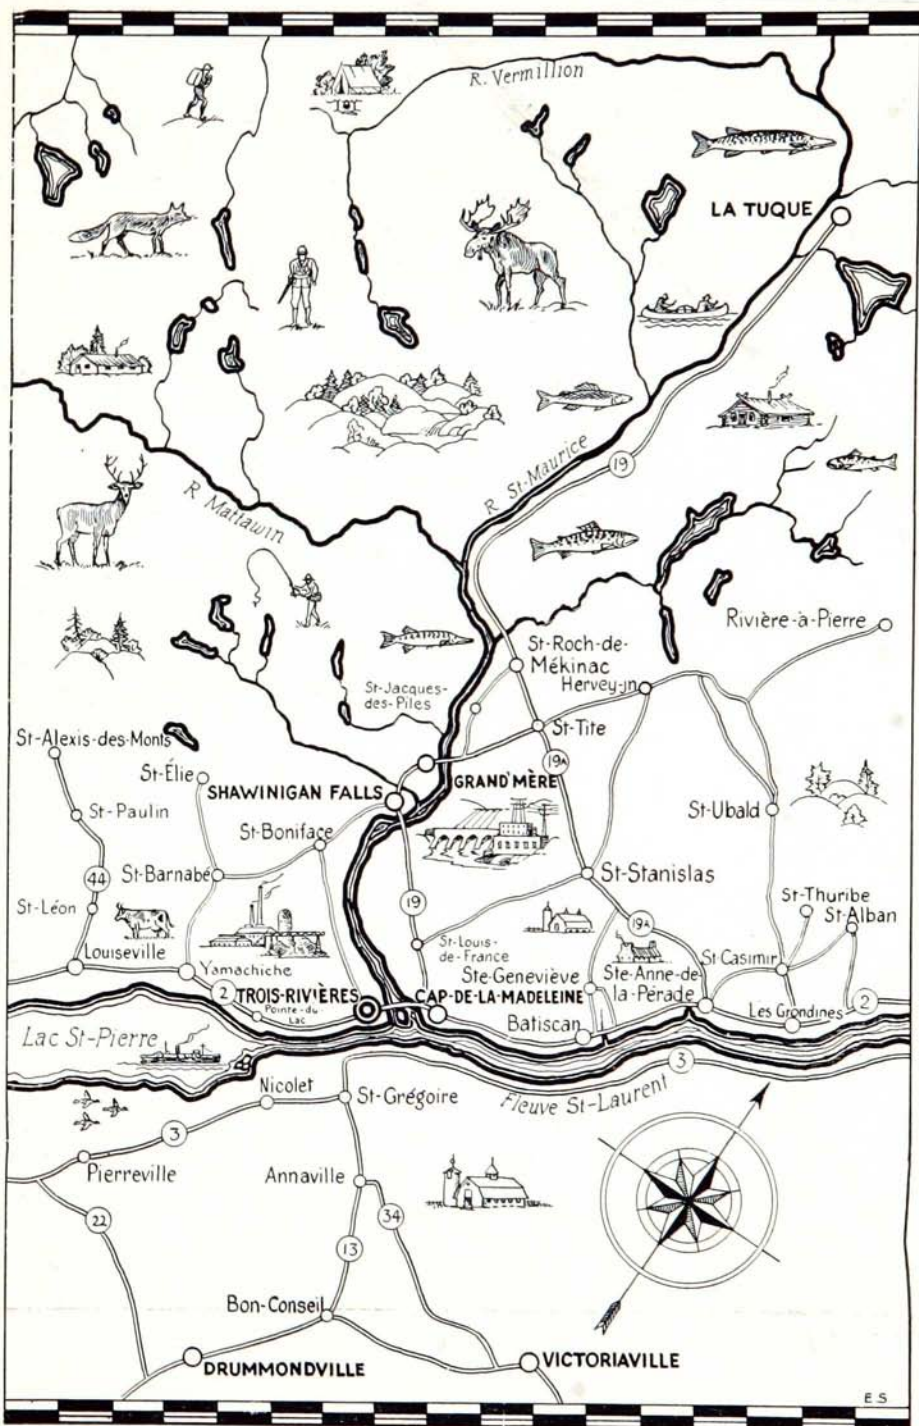 R. Vermillion
LA TUQUE
R. St-Maurice
19
R. Mattawin
Rivière-à-Pierre
St-Roch-de-
Mékinac
Hervey-jn
St-Jacques-
des-Piles
St-Tite
St-Alexis-des-Monts
19A
St-Élie
SHAWINIGAN FALLS
GRAND'MÈRE
St-Paulin
St-Ubald
St-Boniface
44
St-Barnabé
St-Stanislas
St-Thuribe
St-Léon
19
19A
St-Alban
Louiseville
Yamachiche
St-Louis-
de-France
St-Casimir
Ste-Geneviève
Ste-Anne-de-
la-Pérade
2
TROIS-RIVIÈRES
CAP-DE-LA-MADELEINE
Pointe-du-
Lac
Les Grondines
2
Batiscan
Lac St-Pierre
3
Fleuve St-Laurent
Nicolet
St-Grégoire
3
Pierreville
Annaville
22
34
13
Bon-Conseil
DRUMMONDVILLE
VICTORIAVILLE
E.S